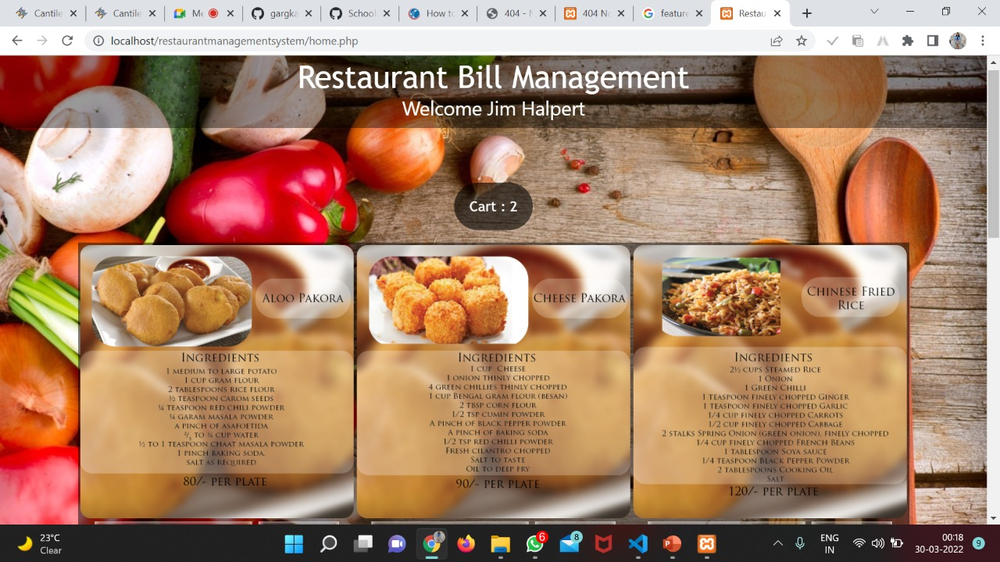 Cantile
Cantile
Me
gargka
School
How to
404 - N
404 No
feature
Restau
localhost/restaurantmanagementsystem/home.php
Restaurant Bill Management
Welcome Jim Halpert
Cart : 2
Aloo Pakora
Ingredients
1 medium to large potato
1 cup gram flour
2 tablespoons rice flour
½ teaspoon carom seeds
¼ teaspoon red chili powder
¼ garam masala powder
a pinch of asafoetida
to ¾ cup water
½ to 1 teaspoon chaat masala powder
1 pinch baking soda.
salt as required
80/- per plate
Cheese Pakora
Ingredients
1 cup Cheese
1 onion thinly chopped
4 green chillies thinly chopped
1 cup Bengal gram flour (besan)
2 tbsp corn flour
1/2 tsp cumin powder
A pinch of black pepper powder
A pinch of baking soda
1/2 tsp red chilli powder
Fresh cilantro chopped
Salt to taste
Oil to deep fry
90/- per plate
Chinese Fried
Rice
Ingredients
2½ cups Steamed Rice
1 Onion
1 Green Chilli
1 teaspoon finely chopped Ginger
1 teaspoon finely chopped Garlic
1/4 cup finely chopped Carrots
1/2 cup finely chopped Cabbage
2 stalks Spring Onion (green onion), finely chopped
1/4 cup finely chopped French Beans
1 tablespoon Soya sauce
1/4 teaspoon Black Pepper Powder
2 tablespoons Cooking Oil
Salt
120/- per plate
23°C
Clear
6
8
ENG
IN
00:18
30-03-2022
9